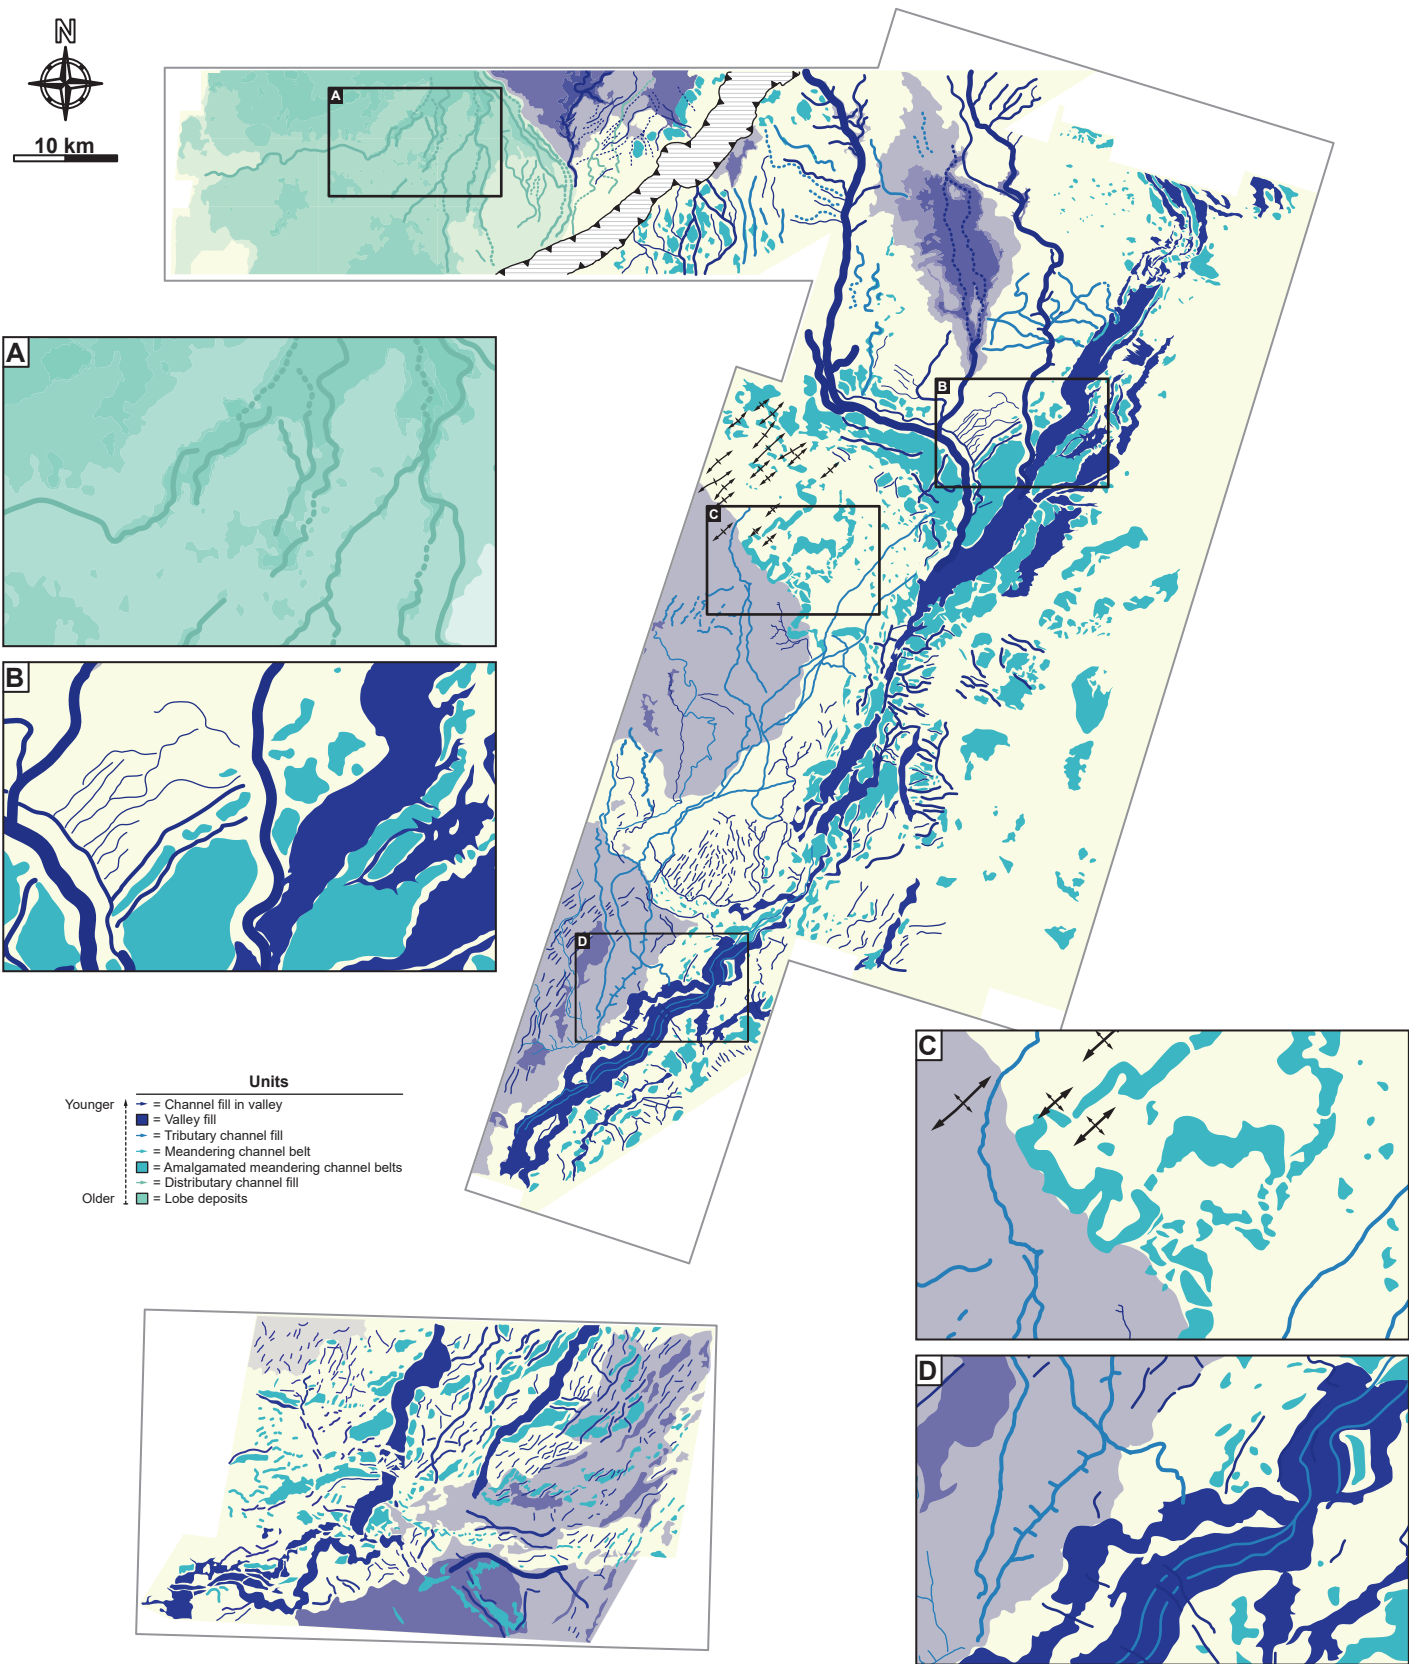 N
10 km
A
B
C
D
A
B
C
D
Units
Younger
= Channel fill in valley
= Valley fill
= Tributary channel fill
= Meandering channel belt
= Amalgamated meandering channel belts
= Distributary channel fill
Older
= Lobe deposits